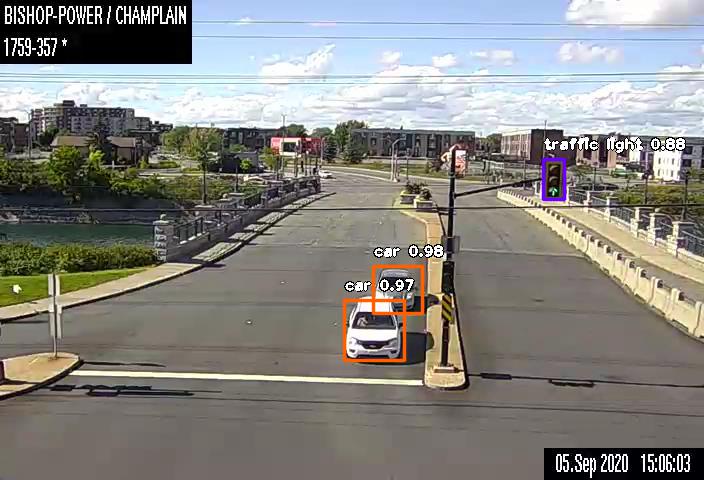 BISHOP-POWER / CHAMPLAIN
1759-357 *
traffic light 0.88
car 0.98
car 0.97
05.Sep 2020 15:06:03